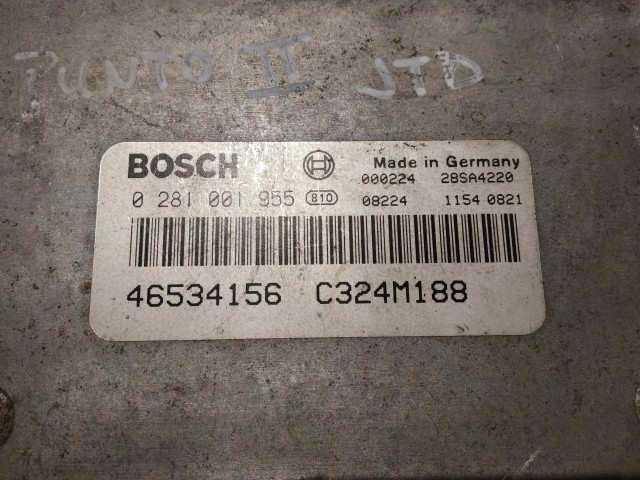 PUNTO II JTD
BOSCH Made in Germany
000224 28SA4220
0 281 001 955 810 08224 1154 0821
46534156 C324M188